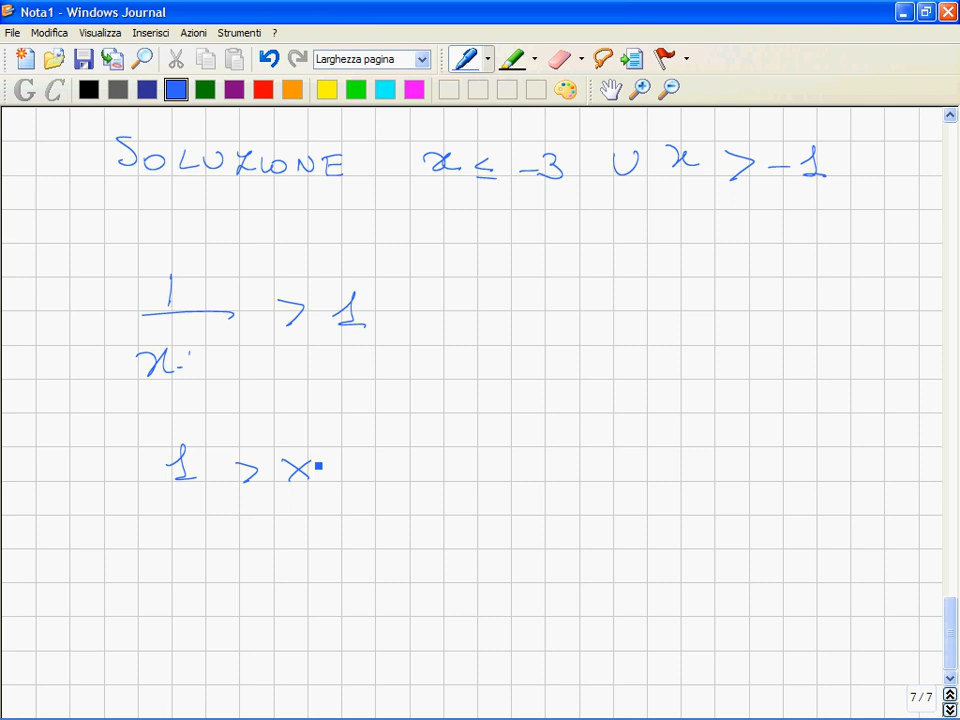 Nota1 - Windows Journal
File Modifica Visualizza Inserisci Azioni Strumenti ?
Larghezza pagina
G C
SOLUZIONE x ≤ -3 ∪ x > -1
1
> 1
x-
1 > x
7 / 7